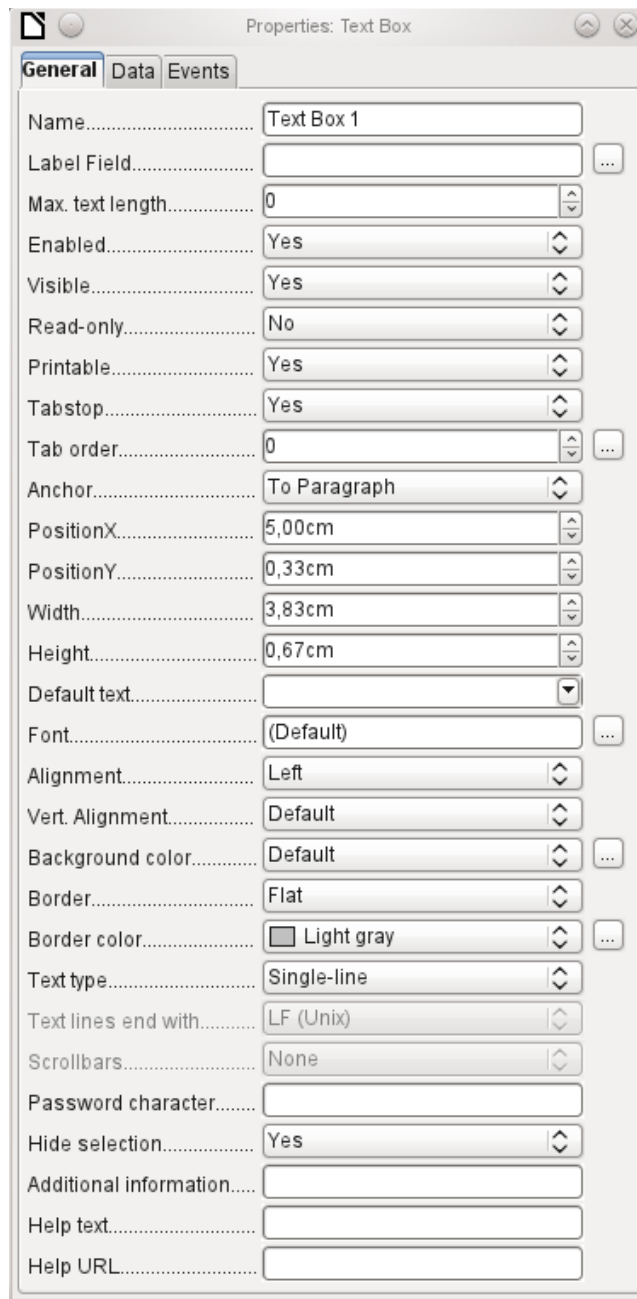 Properties: Text Box
General Data Events
Name.............................. Text Box 1
Label Field...................... ...
Max. text length................ 0
Enabled........................... Yes
Visible............................. Yes
Read-only........................ No
Printable.......................... Yes
Tabstop........................... Yes
Tab order......................... 0 ...
Anchor............................. To Paragraph
PositionX......................... 5,00cm
PositionY......................... 0,33cm
Width............................... 3,83cm
Height.............................. 0,67cm
Default text.......................
Font................................. (Default) ...
Alignment......................... Left
Vert. Alignment................ Default
Background color............ Default ...
Border.............................. Flat
Border color..................... Light gray ...
Text type.......................... Single-line
Text lines end with.......... LF (Unix)
Scrollbars........................ None
Password character........
Hide selection................. Yes
Additional information.....
Help text...........................
Help URL.........................